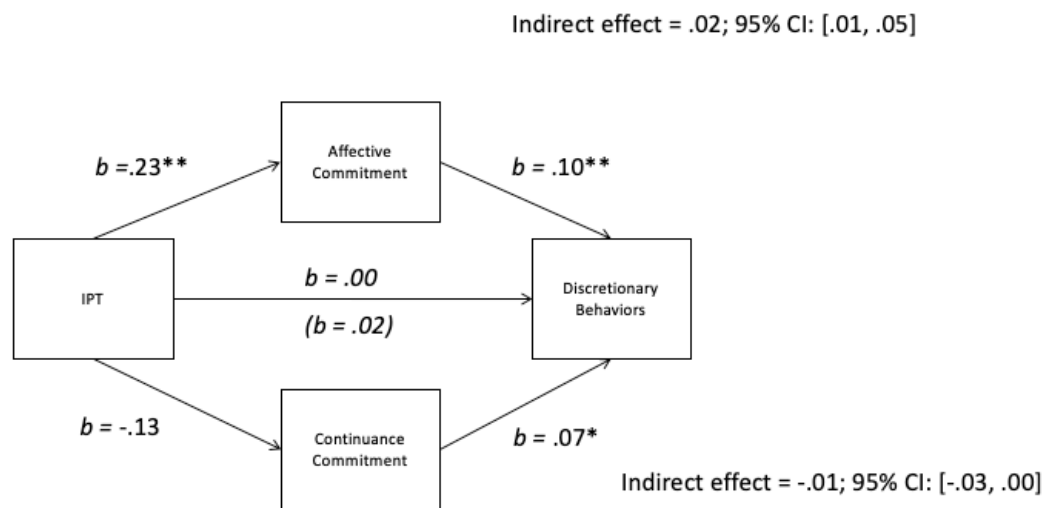 Indirect effect = .02; 95% CI: [.01, .05]
Affective
Commitment
b =.23**
b = .10**
IPT
b = .00
(b = .02)
Discretionary
Behaviors
b = -.13
Continuance
Commitment
b = .07*
Indirect effect = -.01; 95% CI: [-.03, .00]